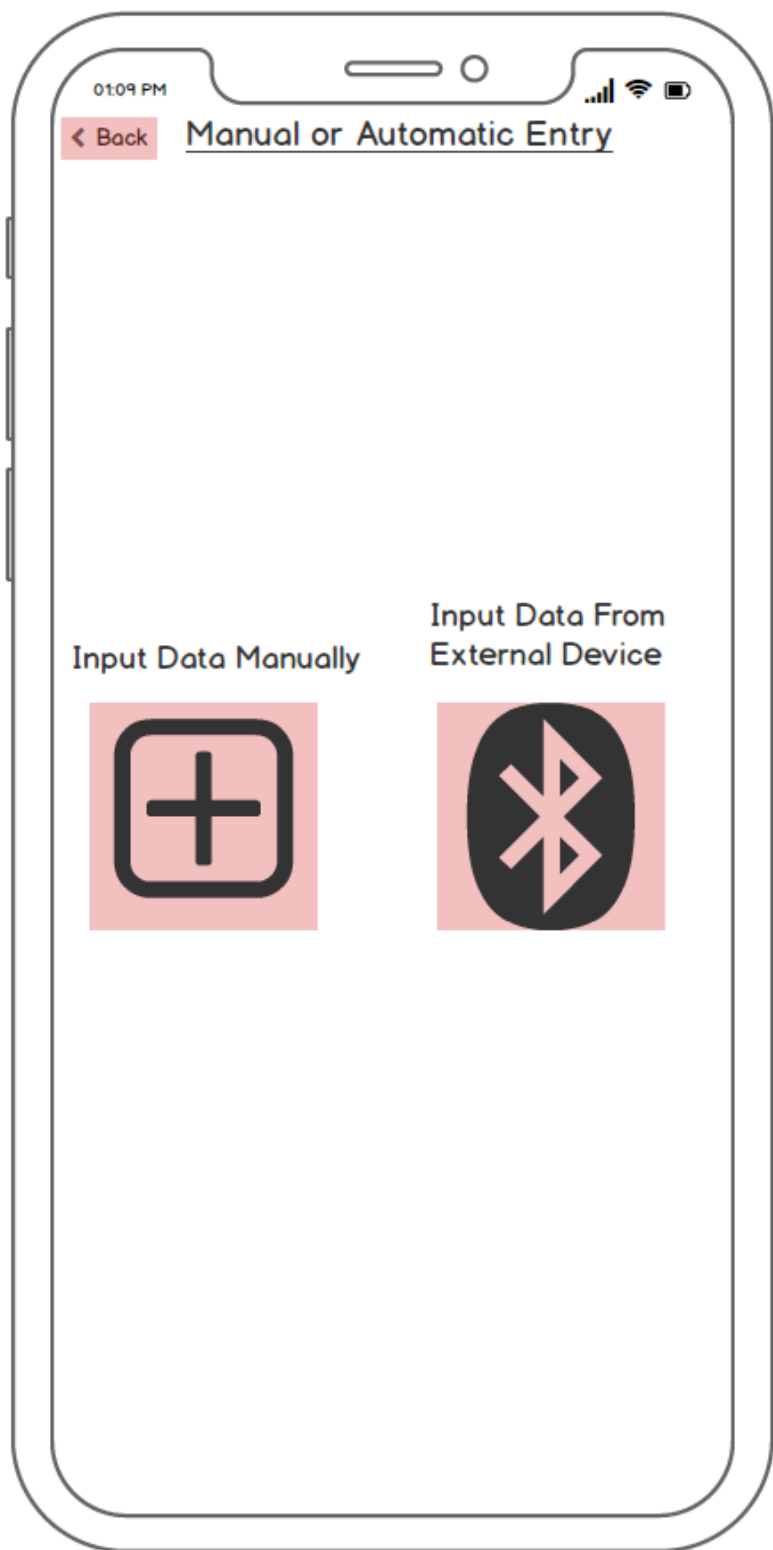 01:09 PM
Back
Manual or Automatic Entry
Input Data Manually
Input Data From
External Device